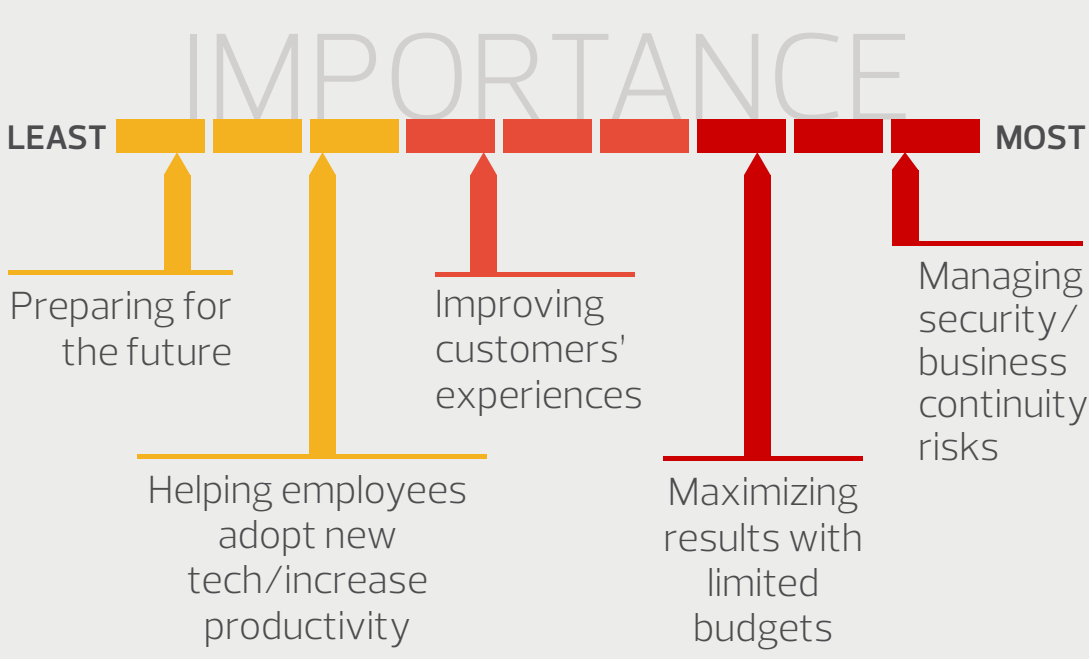 IMPORTANCE
LEAST
MOST
Preparing for
the future
Helping employees
adopt new
tech/increase
productivity
Improving
customers'
experiences
Maximizing
results with
limited
budgets
Managing
security/
business
continuity
risks